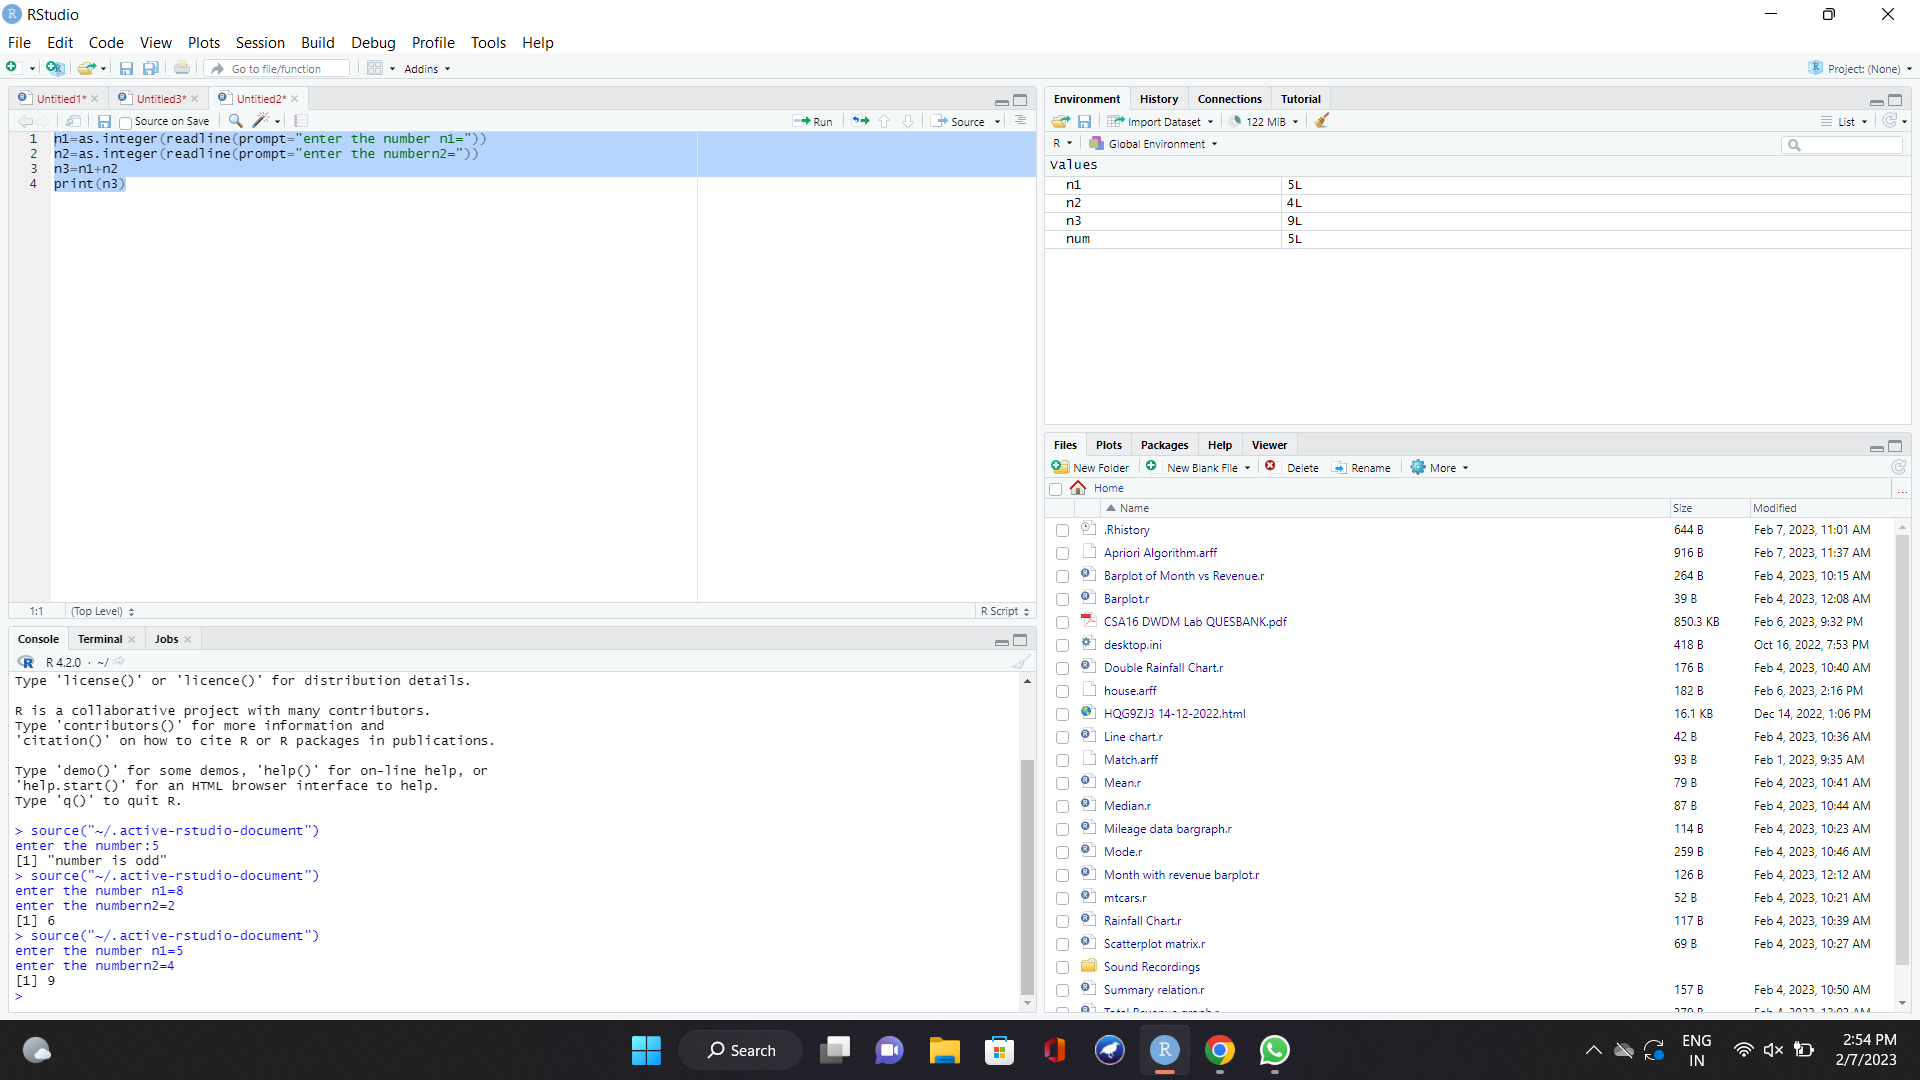 RStudio
File Edit Code View Plots Session Build Debug Profile Tools Help
Go to file/function Addins Project: (None)
Untitled1* Untitled3* Untitled2*
Source on Save Run Source
1 n1=as.integer(readline(prompt="enter the number n1="))
2 n2=as.integer(readline(prompt="enter the numbern2="))
3 n3=n1+n2
4 print(n3)
1:1 (Top Level) R Script
Console Terminal Jobs
R 4.2.0 · ~/
Type 'license()' or 'licence()' for distribution details.
R is a collaborative project with many contributors.
Type 'contributors()' for more information and
'citation()' on how to cite R or R packages in publications.
Type 'demo()' for some demos, 'help()' for on-line help, or
'help.start()' for an HTML browser interface to help.
Type 'q()' to quit R.
> source("~/.active-rstudio-document")
enter the number:5
[1] "number is odd"
> source("~/.active-rstudio-document")
enter the number n1=8
enter the numbern2=2
[1] 6
> source("~/.active-rstudio-document")
enter the number n1=5
enter the numbern2=4
[1] 9
>
Environment History Connections Tutorial
Import Dataset 122 MiB List
R Global Environment
Values
n1 5L
n2 4L
n3 9L
num 5L
Files Plots Packages Help Viewer
New Folder New Blank File Delete Rename More
Home ...
Name Size Modified
.Rhistory 644 B Feb 7, 2023, 11:01 AM
Apriori Algorithm.arff 916 B Feb 7, 2023, 11:37 AM
Barplot of Month vs Revenue.r 264 B Feb 4, 2023, 10:15 AM
Barplot.r 39 B Feb 4, 2023, 12:08 AM
CSA16 DWDM Lab QUESBANK.pdf 850.3 KB Feb 6, 2023, 9:32 PM
desktop.ini 418 B Oct 16, 2022, 7:53 PM
Double Rainfall Chart.r 176 B Feb 4, 2023, 10:40 AM
house.arff 182 B Feb 6, 2023, 2:16 PM
HQG9ZJ3 14-12-2022.html 16.1 KB Dec 14, 2022, 1:06 PM
Line chart.r 42 B Feb 4, 2023, 10:36 AM
Match.arff 93 B Feb 1, 2023, 9:35 AM
Mean.r 79 B Feb 4, 2023, 10:41 AM
Median.r 87 B Feb 4, 2023, 10:44 AM
Mileage data bargraph.r 114 B Feb 4, 2023, 10:23 AM
Mode.r 259 B Feb 4, 2023, 10:46 AM
Month with revenue barplot.r 126 B Feb 4, 2023, 12:12 AM
mtcars.r 52 B Feb 4, 2023, 10:21 AM
Rainfall Chart.r 117 B Feb 4, 2023, 10:39 AM
Scatterplot matrix.r 69 B Feb 4, 2023, 10:27 AM
Sound Recordings
Summary relation.r 157 B Feb 4, 2023, 10:50 AM
Search
ENG
IN
2:54 PM
2/7/2023